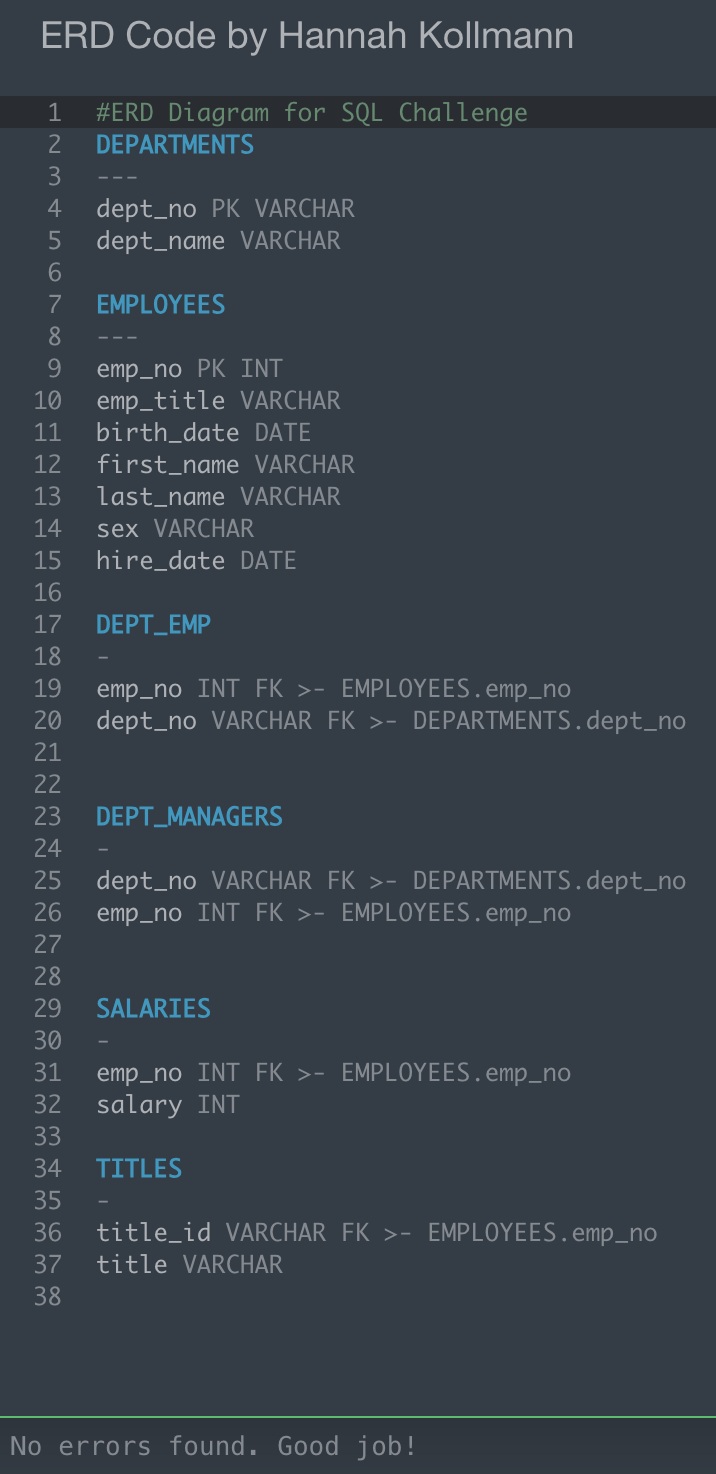 ERD Code by Hannah Kollmann
1 #ERD Diagram for SQL Challenge
2 DEPARTMENTS
3 ---
4 dept_no PK VARCHAR
5 dept_name VARCHAR
6
7 EMPLOYEES
8 ---
9 emp_no PK INT
10 emp_title VARCHAR
11 birth_date DATE
12 first_name VARCHAR
13 last_name VARCHAR
14 sex VARCHAR
15 hire_date DATE
16
17 DEPT_EMP
18 -
19 emp_no INT FK >- EMPLOYEES.emp_no
20 dept_no VARCHAR FK >- DEPARTMENTS.dept_no
21
22
23 DEPT_MANAGERS
24 -
25 dept_no VARCHAR FK >- DEPARTMENTS.dept_no
26 emp_no INT FK >- EMPLOYEES.emp_no
27
28
29 SALARIES
30 -
31 emp_no INT FK >- EMPLOYEES.emp_no
32 salary INT
33
34 TITLES
35 -
36 title_id VARCHAR FK >- EMPLOYEES.emp_no
37 title VARCHAR
38
No errors found. Good job!